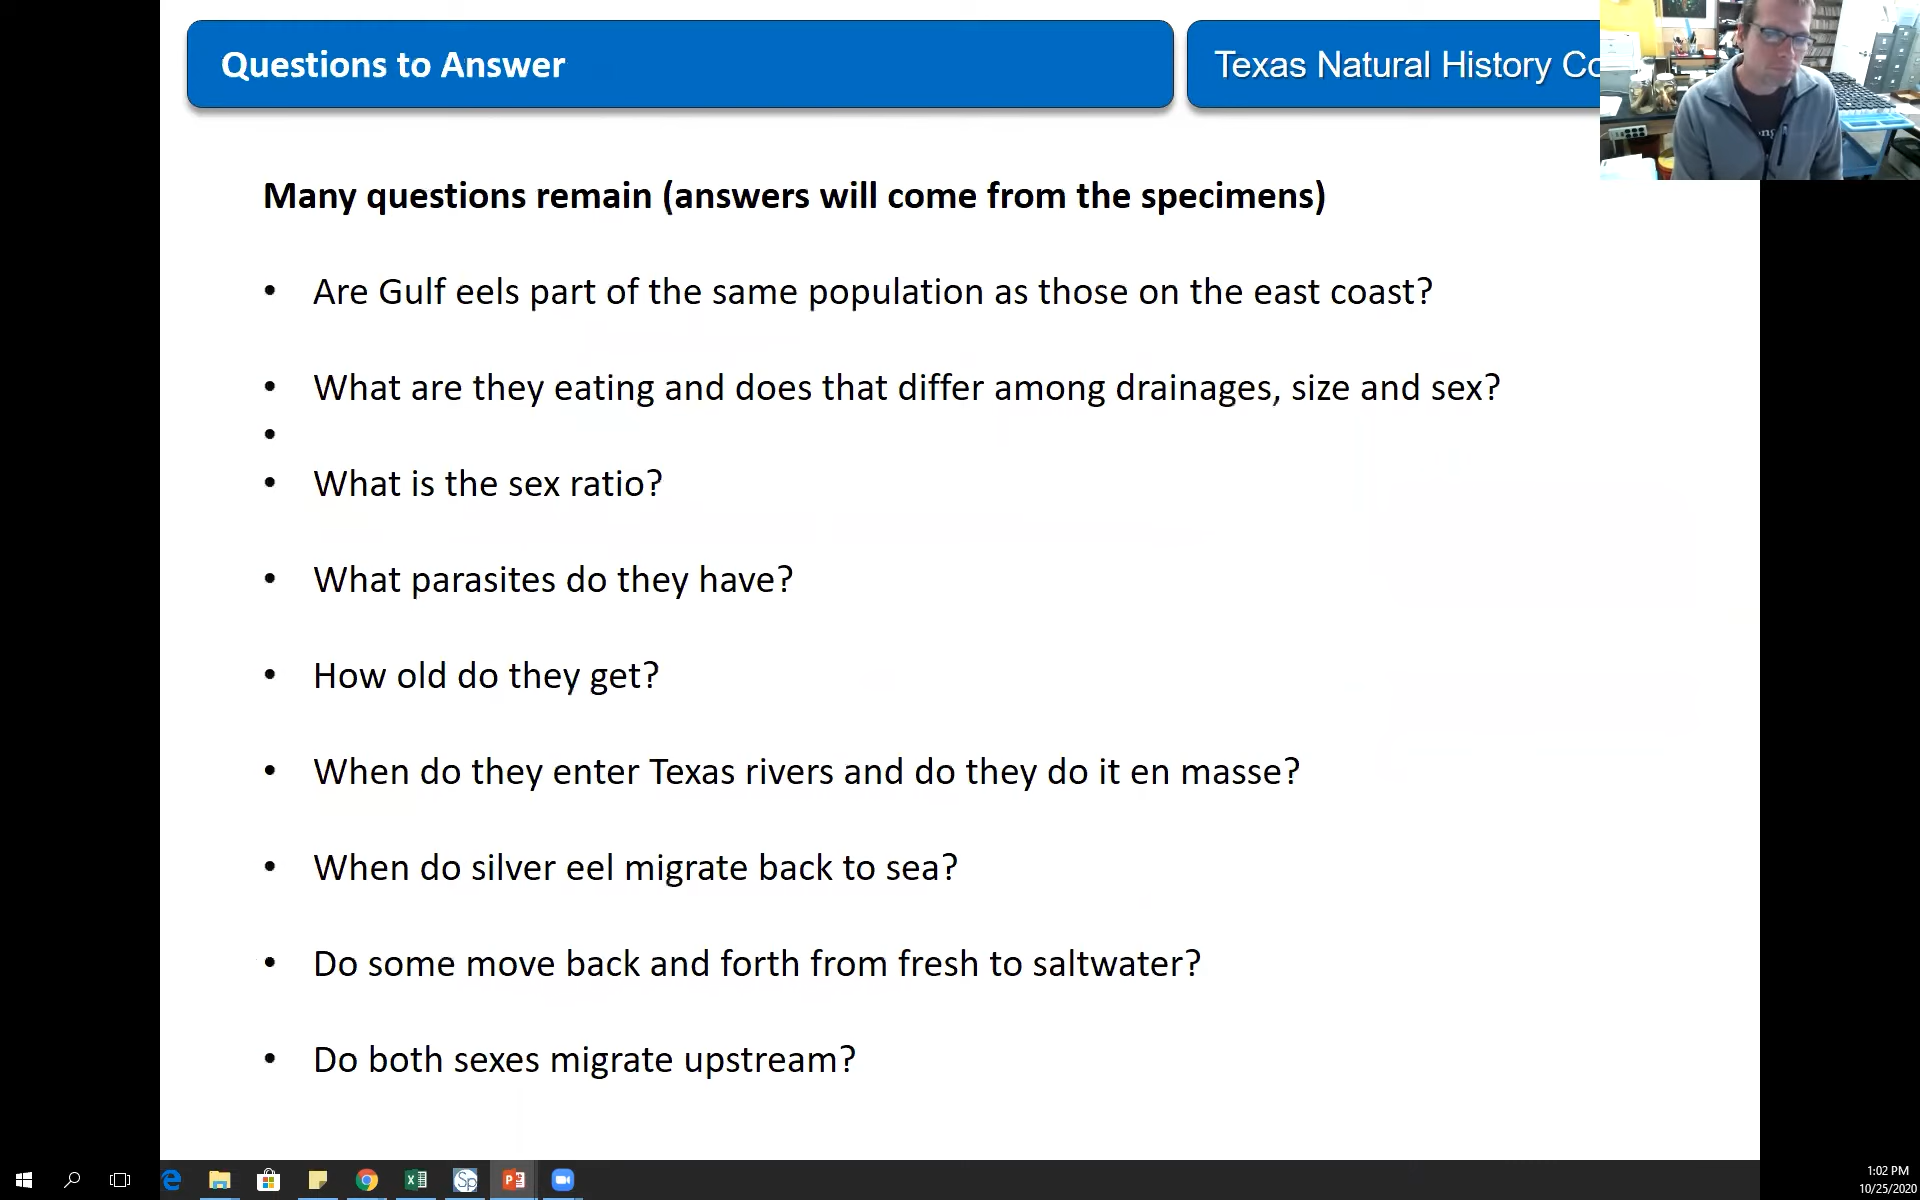 Questions to Answer
Texas Natural History Co
Many questions remain (answers will come from the specimens)
• Are Gulf eels part of the same population as those on the east coast?
• What are they eating and does that differ among drainages, size and sex?
•
• What is the sex ratio?
• What parasites do they have?
• How old do they get?
• When do they enter Texas rivers and do they do it en masse?
• When do silver eel migrate back to sea?
• Do some move back and forth from fresh to saltwater?
• Do both sexes migrate upstream?
Sp
1:02 PM
10/25/2020